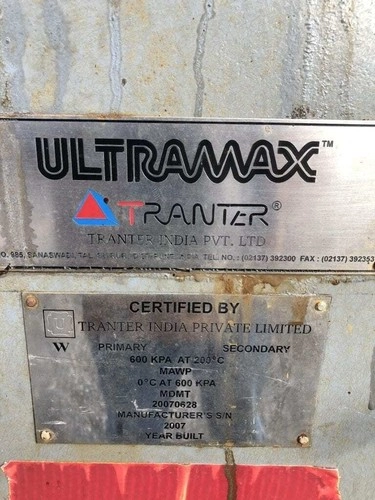 ULTRAMAX™
TRANTER®
TRANTER INDIA PVT. LTD
TEL. NO. : (02137) 392300 FAX : (02137) 392353
CERTIFIED BY
TRANTER INDIA PRIVATE LIMITED
U
W PRIMARY SECONDARY
600 KPA AT 200°C
MAWP
0°C AT 600 KPA
MDMT
20070628
MANUFACTURER'S S/N
2007
YEAR BUILT